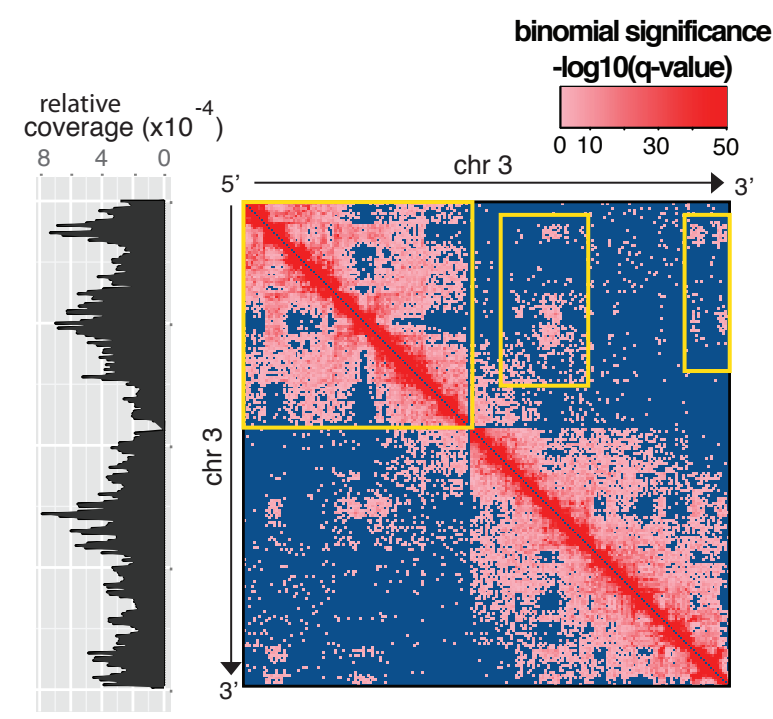 binomial significance
-log10(q-value)
0 10 30 50
relative
coverage (x10 -4)
8 4 0
chr 3
5’ 3’
chr 3
3’